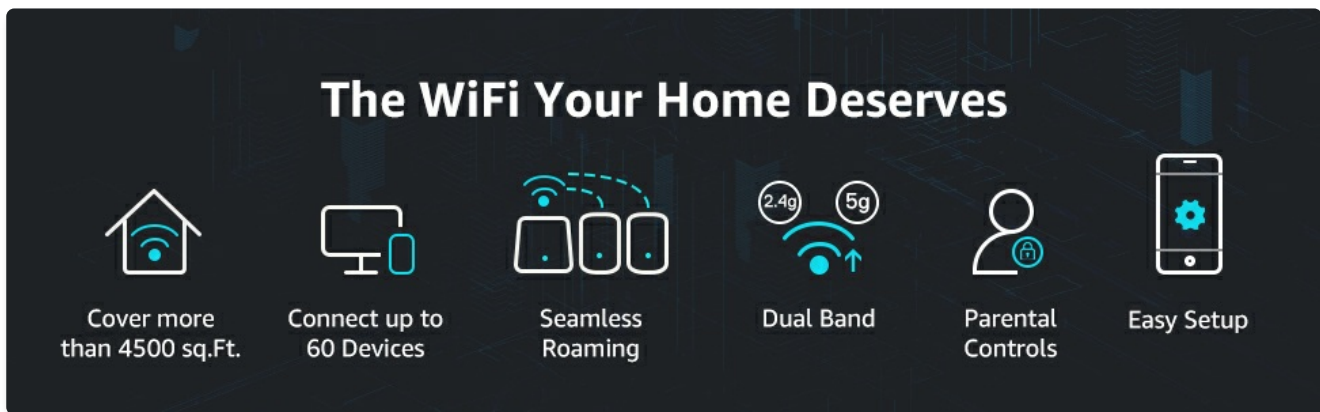 The WiFi Your Home Deserves
2.4g
5g
Cover more
than 4500 sq.Ft.
Connect up to
60 Devices
Seamless
Roaming
Dual Band
Parental
Controls
Easy Setup